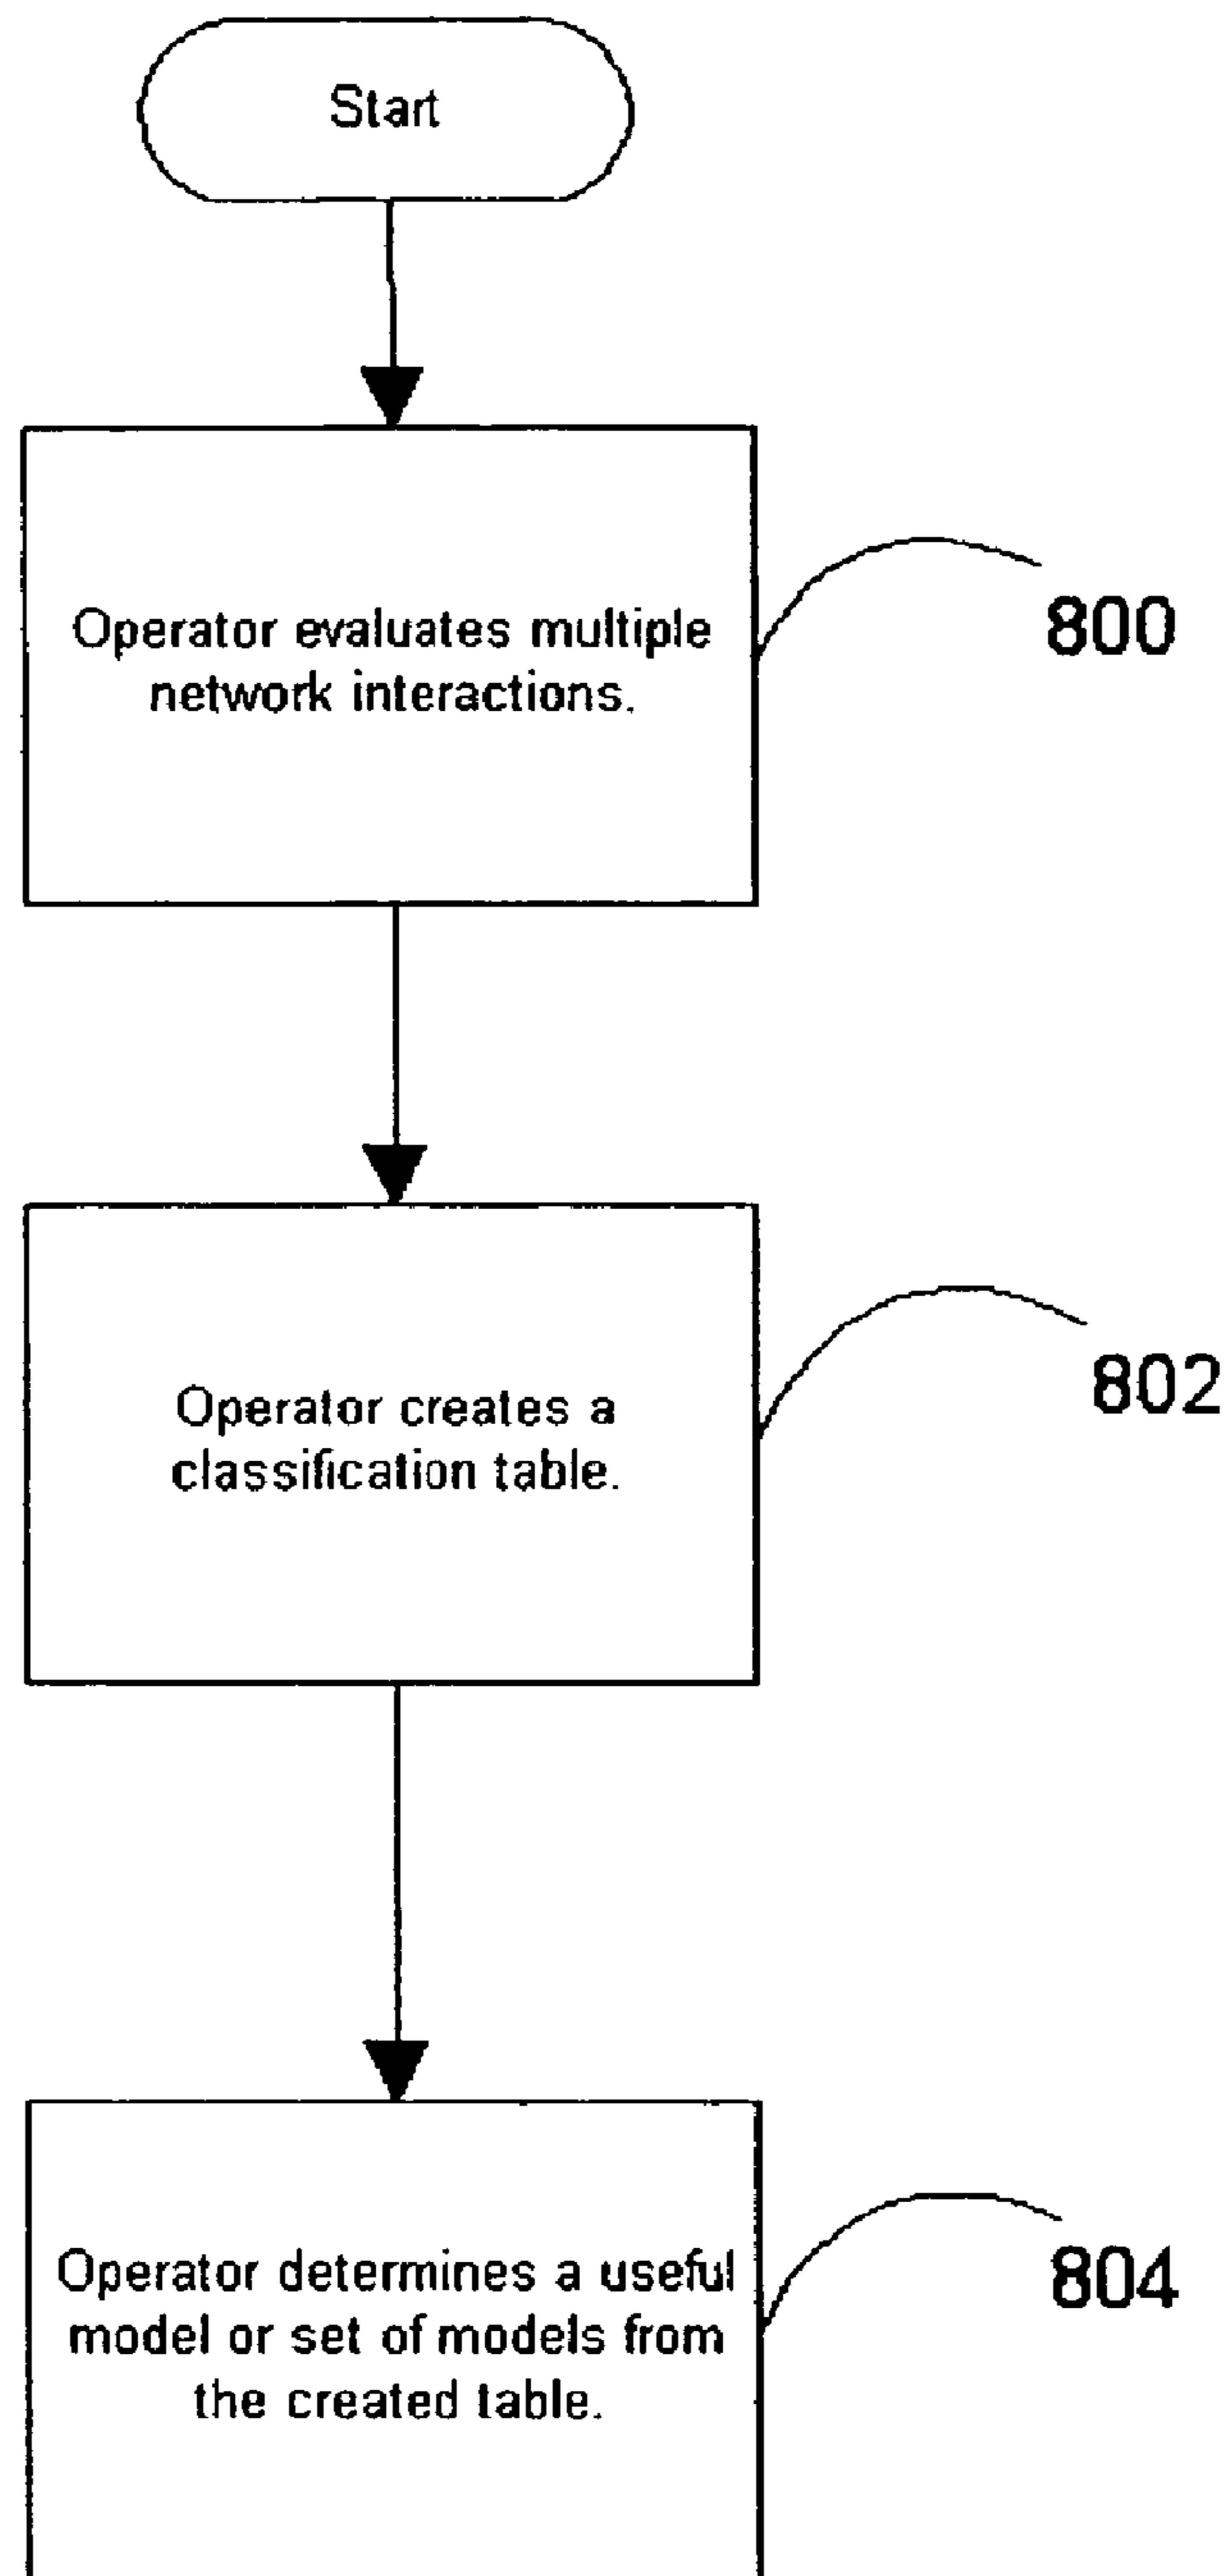 Start
Operator evaluates multiple
network interactions.
800
Operator creates a
classification table.
802
Operator determines a useful
model or set of models from
the created table.
804